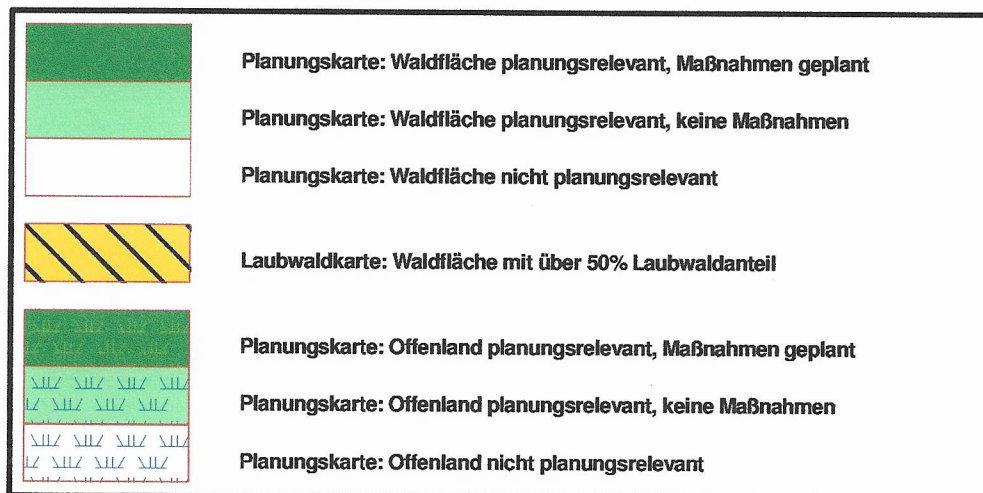 Planungskarte: Waldfläche planungsrelevant, Maßnahmen geplant
Planungskarte: Waldfläche planungsrelevant, keine Maßnahmen
Planungskarte: Waldfläche nicht planungsrelevant
Laubwaldkarte: Waldfläche mit über 50% Laubwaldanteil
Planungskarte: Offenland planungsrelevant, Maßnahmen geplant
Planungskarte: Offenland planungsrelevant, keine Maßnahmen
Planungskarte: Offenland nicht planungsrelevant